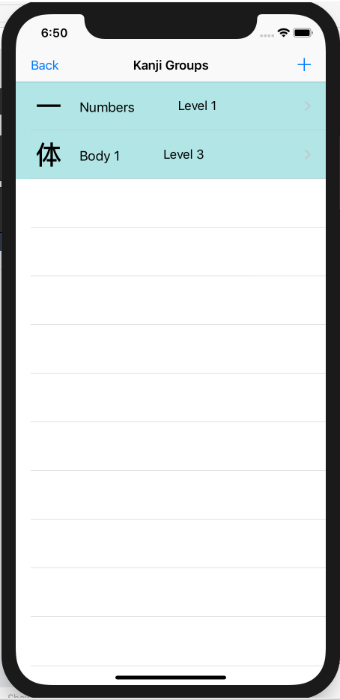 6:50
Back Kanji Groups +
一 Numbers Level 1
体 Body 1 Level 3